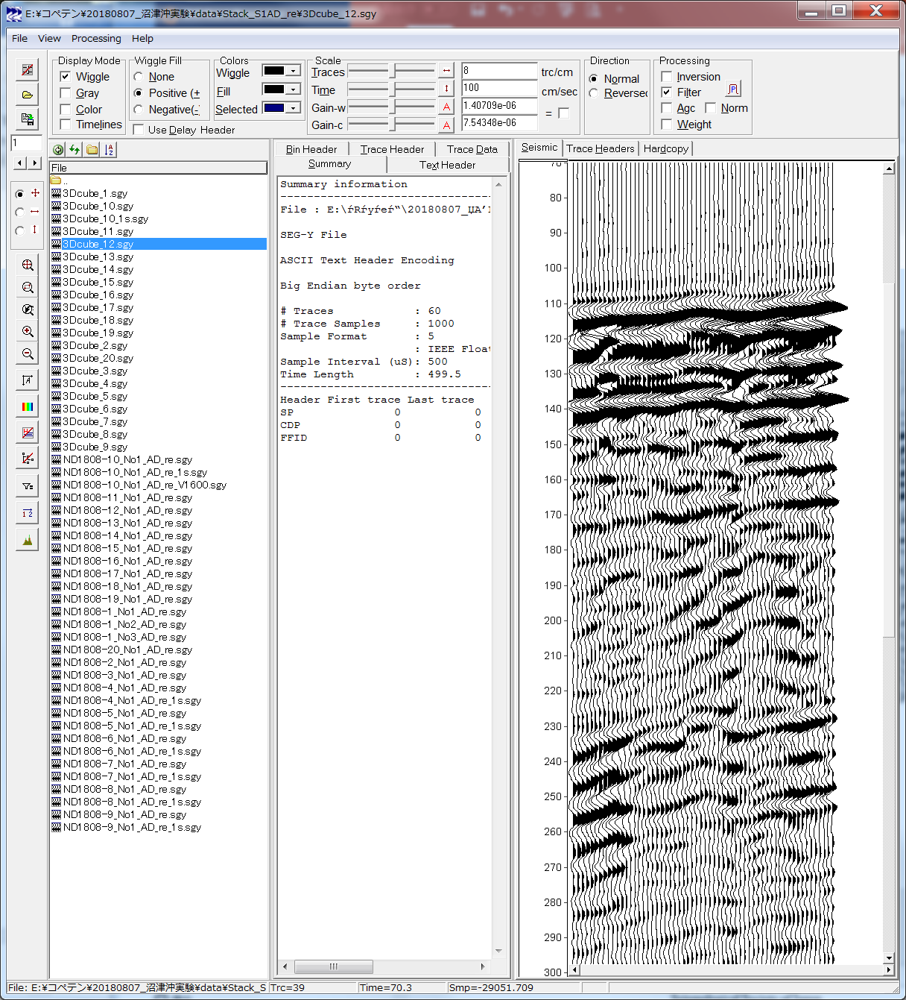 E:¥コペテン¥20180807_沼津沖実験¥data¥Stack_S1AD_re¥3Dcube_12.sgy
File View Processing Help
Display Mode
Wiggle
Gray
Color
Timelines
Wiggle Fill
None
Positive (+
Negative(-
Use Delay Header
Colors
Wiggle
Fill
Selected
Scale
Traces 8 trc/cm
Time 100 cm/sec
Gain-w A 1.40709e-06
Gain-c A 7.54348e-06
=
Direction
Normal
Reversed
Processing
Inversion
Filter
Agc Norm
Weight
1
File
..
3Dcube_1.sgy
3Dcube_10.sgy
3Dcube_10_1s.sgy
3Dcube_11.sgy
3Dcube_12.sgy
3Dcube_13.sgy
3Dcube_14.sgy
3Dcube_15.sgy
3Dcube_16.sgy
3Dcube_17.sgy
3Dcube_18.sgy
3Dcube_19.sgy
3Dcube_2.sgy
3Dcube_20.sgy
3Dcube_3.sgy
3Dcube_4.sgy
3Dcube_5.sgy
3Dcube_6.sgy
3Dcube_7.sgy
3Dcube_8.sgy
3Dcube_9.sgy
ND1808-10_No1_AD_re.sgy
ND1808-10_No1_AD_re_1s.sgy
ND1808-10_No1_AD_re_V1600.sgy
ND1808-11_No1_AD_re.sgy
ND1808-12_No1_AD_re.sgy
ND1808-13_No1_AD_re.sgy
ND1808-14_No1_AD_re.sgy
ND1808-15_No1_AD_re.sgy
ND1808-16_No1_AD_re.sgy
ND1808-17_No1_AD_re.sgy
ND1808-18_No1_AD_re.sgy
ND1808-19_No1_AD_re.sgy
ND1808-1_No1_AD_re.sgy
ND1808-1_No2_AD_re.sgy
ND1808-1_No3_AD_re.sgy
ND1808-20_No1_AD_re.sgy
ND1808-2_No1_AD_re.sgy
ND1808-3_No1_AD_re.sgy
ND1808-4_No1_AD_re.sgy
ND1808-4_No1_AD_re_1s.sgy
ND1808-5_No1_AD_re.sgy
ND1808-5_No1_AD_re_1s.sgy
ND1808-6_No1_AD_re.sgy
ND1808-6_No1_AD_re_1s.sgy
ND1808-7_No1_AD_re.sgy
ND1808-7_No1_AD_re_1s.sgy
ND1808-8_No1_AD_re.sgy
ND1808-8_No1_AD_re_1s.sgy
ND1808-9_No1_AD_re.sgy
ND1808-9_No1_AD_re_1s.sgy
Bin Header Trace Header Trace Data
Summary Text Header
Summary information
--------------------------------
File : E:\ŕRŕyŕeŕ“\20180807_ЏА’1
SEG-Y File
ASCII Text Header Encoding
Big Endian byte order
# Traces : 60
# Trace Samples : 1000
Sample Format : 5
: IEEE Float
Sample Interval (uS): 500
Time Length : 499.5
--------------------------------
Header First trace Last trace
SP 0 0
CDP 0 0
FFID 0 0
Seismic Trace Headers Hardcopy
70
80
90
100
110
120
130
140
150
160
170
180
190
200
210
220
230
240
250
260
270
280
290
300
File: E:¥コペテン¥20180807_沼津沖実験¥data¥Stack_S Trc=39 Time=70.3 Smp=-29051.709